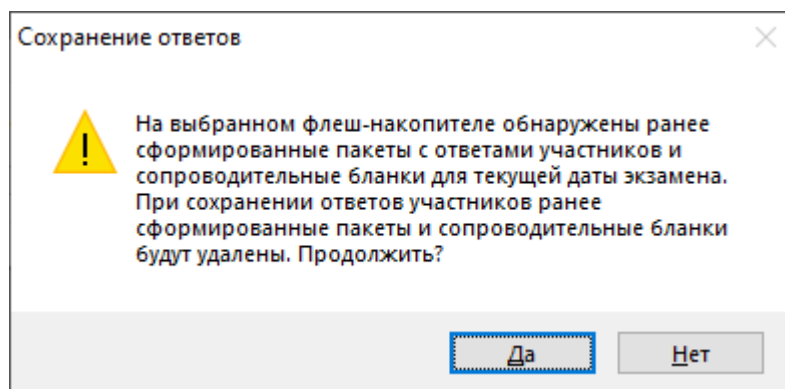 Сохранение ответов
На выбранном флеш-накопителе обнаружены ранее
сформированные пакеты с ответами участников и
сопроводительные бланки для текущей даты экзамена.
При сохранении ответов участников ранее
сформированные пакеты и сопроводительные бланки
будут удалены. Продолжить?
Да
Нет